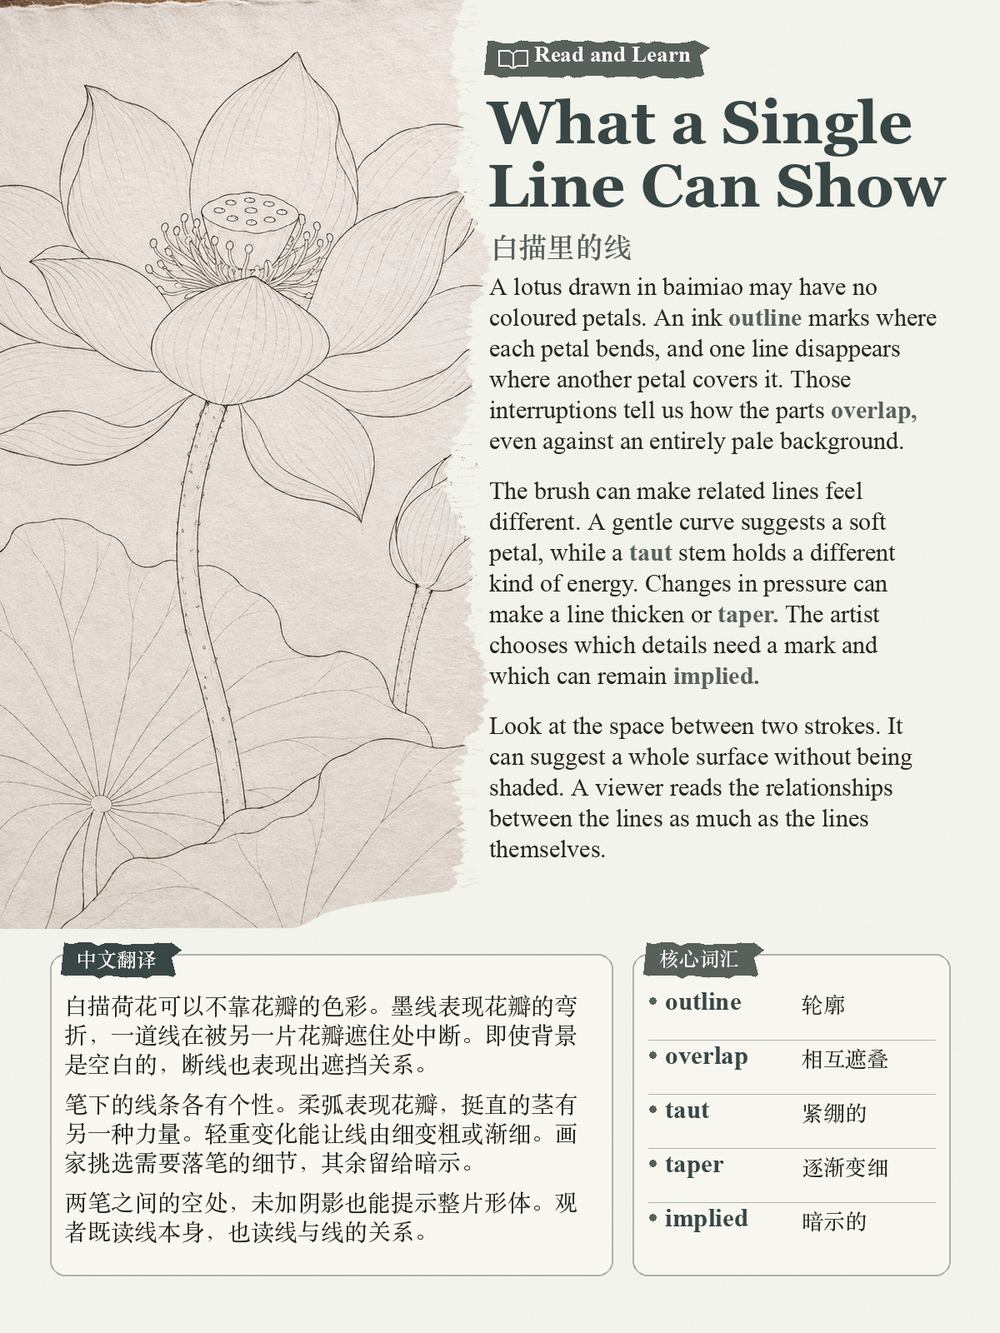 Read and Learn
What a Single
Line Can Show
白描里的线
A lotus drawn in baimiao may have no
coloured petals. An ink outline marks where
each petal bends, and one line disappears
where another petal covers it. Those
interruptions tell us how the parts overlap,
even against an entirely pale background.
The brush can make related lines feel
different. A gentle curve suggests a soft
petal, while a taut stem holds a different
kind of energy. Changes in pressure can
make a line thicken or taper. The artist
chooses which details need a mark and
which can remain implied.
Look at the space between two strokes. It
can suggest a whole surface without being
shaded. A viewer reads the relationships
between the lines as much as the lines
themselves.
中文翻译
白描荷花可以不靠花瓣的色彩。墨线表现花瓣的弯
折，一道线在被另一片花瓣遮住处中断。即使背景
是空白的，断线也表现出遮挡关系。
笔下的线条各有个性。柔弧表现花瓣，挺直的茎有
另一种力量。轻重变化能让线由细变粗或渐细。画
家挑选需要落笔的细节，其余留给暗示。
两笔之间的空处，未加阴影也能提示整片形体。观
者既读线本身，也读线与线的关系。
核心词汇
• outline 轮廓
• overlap 相互遮叠
• taut 紧绷的
• taper 逐渐变细
• implied 暗示的